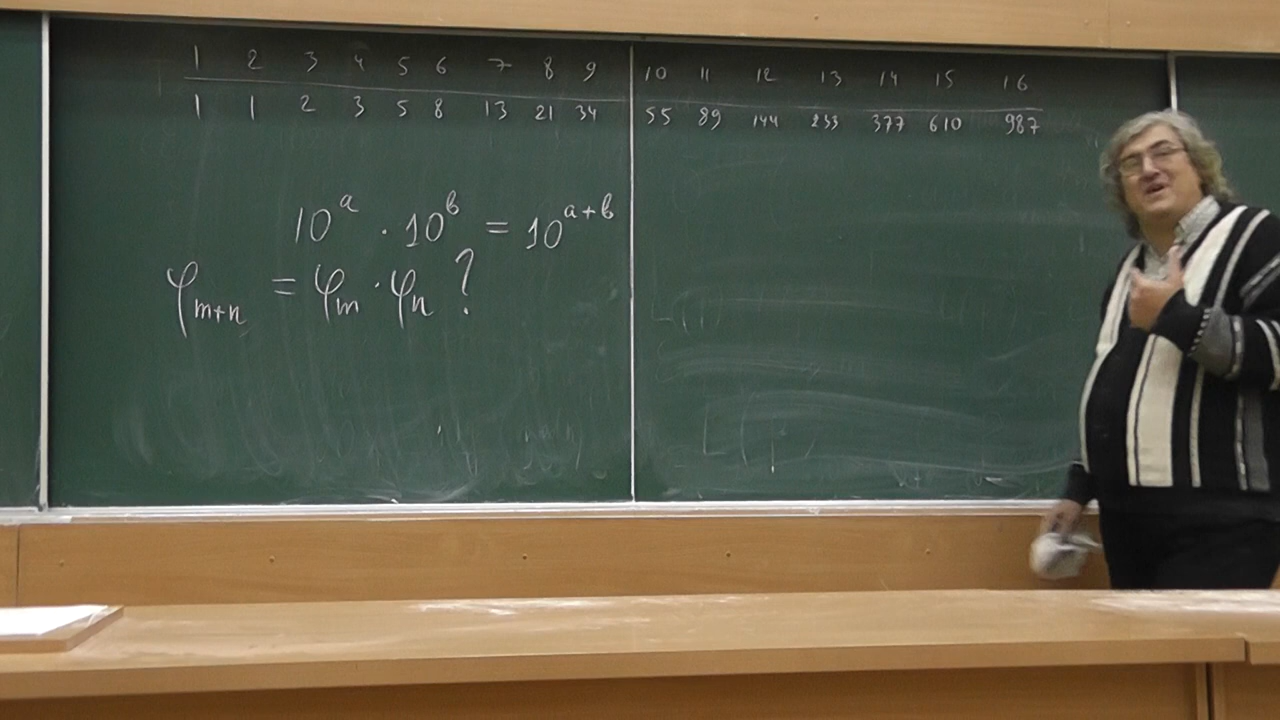 1 2 3 4 5 6 7 8 9 10 11 12 13 14 15 16
1 1 2 3 5 8 13 21 34 55 89 144 233 377 610 987
10^a · 10^b = 10^{a+b}
φ_{m+n} = φ_m · φ_n ?